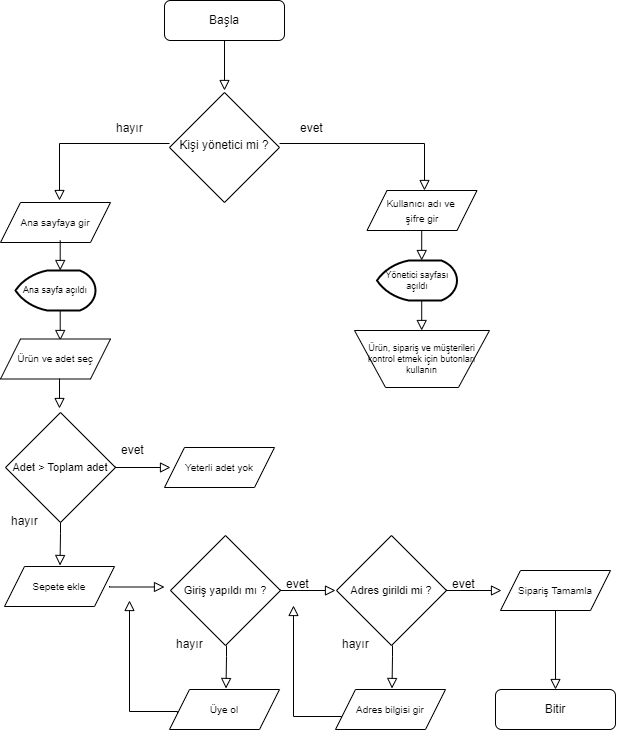 Başla
hayır
evet
Kişi yönetici mi ?
Ana sayfaya gir
Kullanıcı adı ve
şifre gir
Ana sayfa açıldı
Yönetici sayfası
açıldı
Ürün ve adet seç
Ürün, sipariş ve müşterileri
kontrol etmek için butonları
kullanın
evet
Adet > Toplam adet
Yeterli adet yok
hayır
Sepete ekle
Giriş yapıldı mı ?
evet
Adres girildi mi ?
evet
Sipariş Tamamla
hayır
hayır
Üye ol
Adres bilgisi gir
Bitir